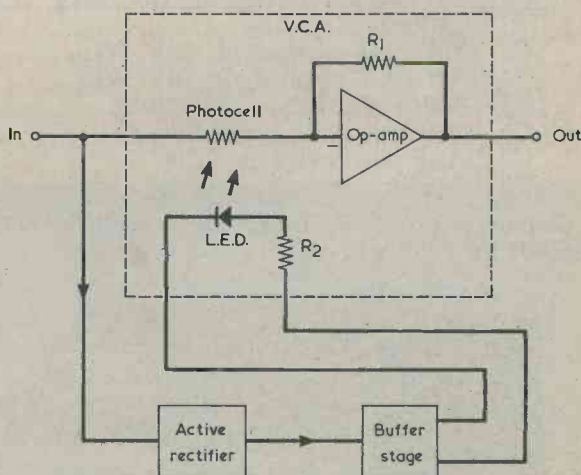 V.C.A.
R1
Photocell
In
Op-amp
−
Out
L.E.D.
R2
Active
rectifier
Buffer
stage